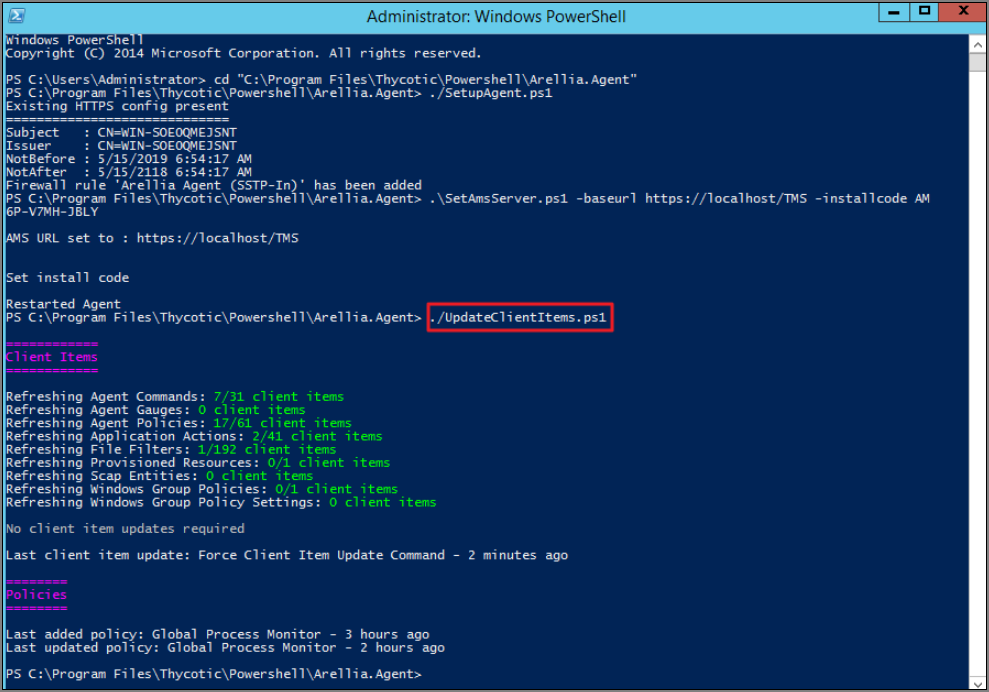 Administrator: Windows PowerShell
Windows PowerShell
Copyright (C) 2014 Microsoft Corporation. All rights reserved.
PS C:\Users\Administrator> cd "C:\Program Files\Thycotic\Powershell\Arellia.Agent"
PS C:\Program Files\Thycotic\Powershell\Arellia.Agent> ./SetupAgent.ps1
Existing HTTPS config present
=============================
Subject   : CN=WIN-SOEOQMEJSNT
Issuer    : CN=WIN-SOEOQMEJSNT
NotBefore : 5/15/2019 6:54:17 AM
NotAfter  : 5/15/2118 6:54:17 AM
Firewall rule 'Arellia Agent (SSTP-In)' has been added
PS C:\Program Files\Thycotic\Powershell\Arellia.Agent> .\SetAmsServer.ps1 -baseurl https://localhost/TMS -installcode AM
6P-V7MH-JBLY
AMS URL set to : https://localhost/TMS
Set install code
Restarted Agent
PS C:\Program Files\Thycotic\Powershell\Arellia.Agent> ./UpdateClientItems.ps1
============
Client Items
============
Refreshing Agent Commands: 7/31 client items
Refreshing Agent Gauges: 0 client items
Refreshing Agent Policies: 17/61 client items
Refreshing Application Actions: 2/41 client items
Refreshing File Filters: 1/192 client items
Refreshing Provisioned Resources: 0/1 client items
Refreshing Scap Entities: 0 client items
Refreshing Windows Group Policies: 0/1 client items
Refreshing Windows Group Policy Settings: 0 client items
No client item updates required
Last client item update: Force Client Item Update Command - 2 minutes ago
========
Policies
========
Last added policy: Global Process Monitor - 3 hours ago
Last updated policy: Global Process Monitor - 2 hours ago
PS C:\Program Files\Thycotic\Powershell\Arellia.Agent>